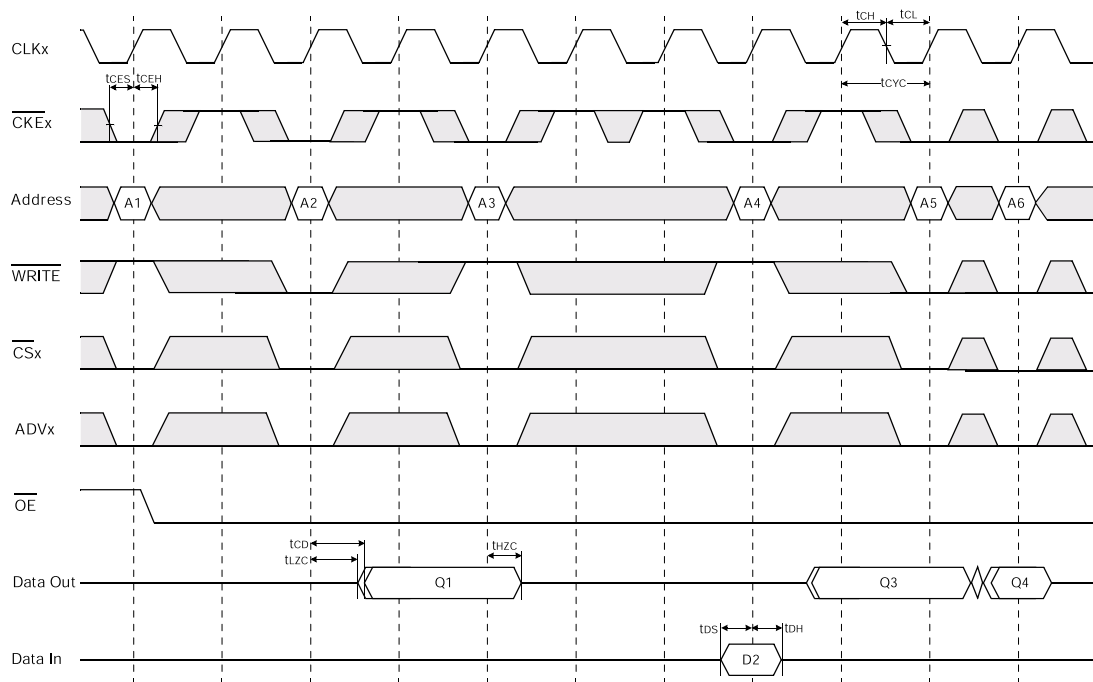 tCH tCL
CLKx
tCES tCEH
tCYC
CKEx
Address A1 A2 A3 A4 A5 A6
WRITE
CSx
ADVx
OE
tCD
tLZC
tHZC
Data Out Q1 Q3 Q4
tDS tDH
Data In D2